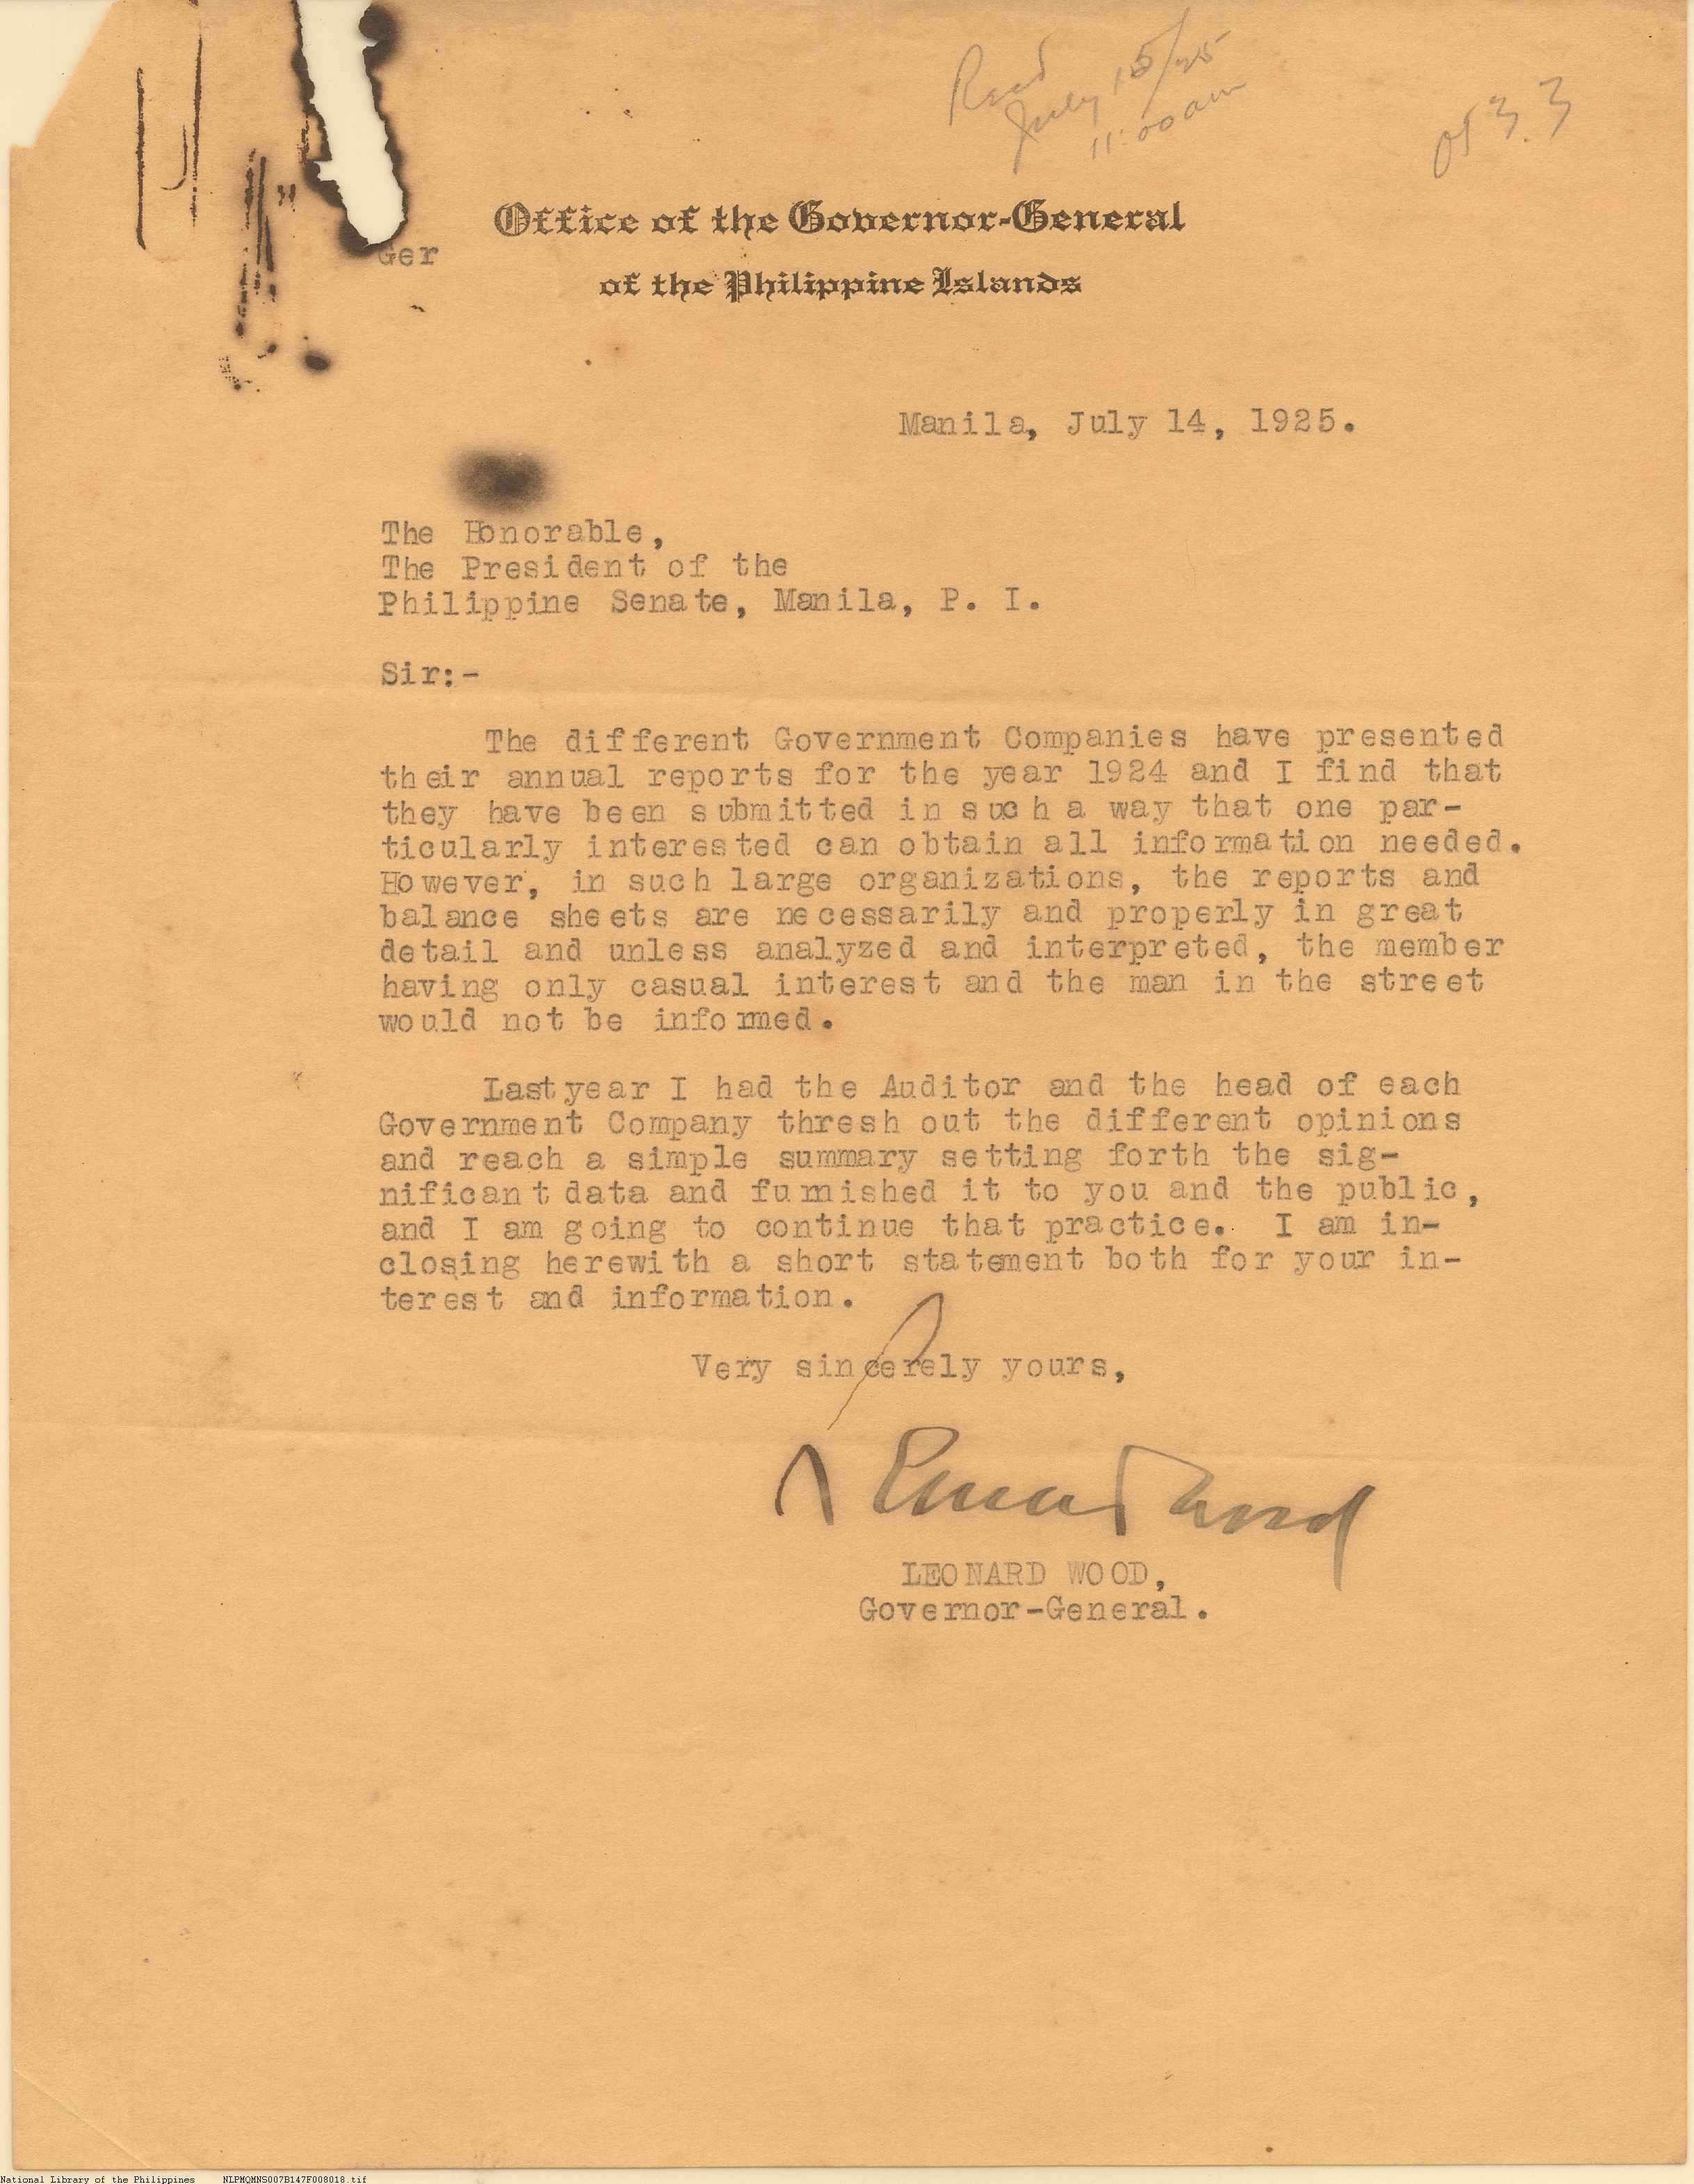 Recd
July 15/25
11:00 am
Office of the Governor-General
Ger
of the Philippine Islands
Manila, July 14, 1925.
The Honorable,
The President of the
Philippine Senate, Manila, P. I.
Sir:-
The different Government Companies have presented
their annual reports for the year 1924 and I find that
they have been submitted in such a way that one par-
ticularly interested can obtain all information needed.
However, in such large organizations, the reports and
balance sheets are necessarily and properly in great
detail and unless analyzed and interpreted, the member
having only casual interest and the man in the street
would not be informed.
Last year I had the Auditor and the head of each
Government Company thresh out the different opinions
and reach a simple summary setting forth the sig-
nificant data and furnished it to you and the public,
and I am going to continue that practice. I am in-
closing herewith a short statement both for your in-
terest and information.
Very sincerely yours,
Leonard Wood
LEONARD WOOD,
Governor-General.
National Library of the Philippines NLPMQMNS007B147F008018.tif